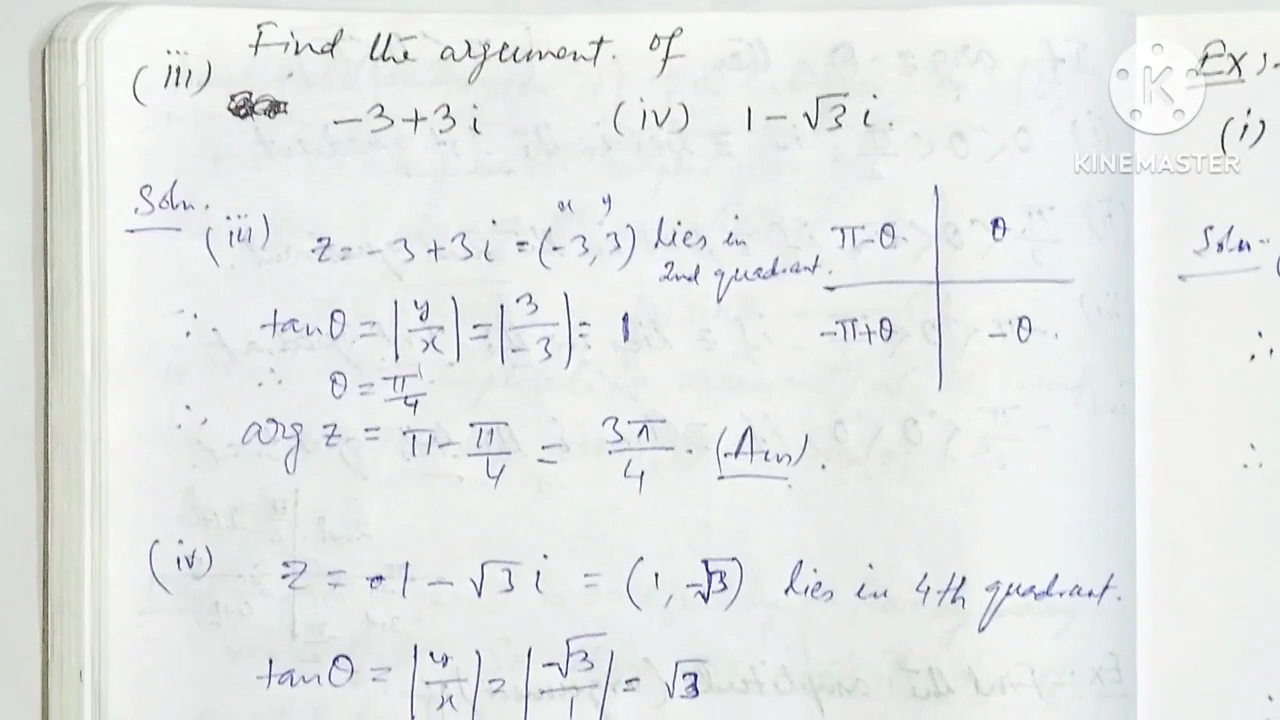 Find the argument. of
(iii) -3+3i (iv) 1-√3i.
Soln.
(iii) z=-3+3i=(-3,3) lies in 2nd quadrant.
x y
π-θ θ
-π+θ -θ.
∵ tanθ=|y/x|=|3/-3|=1
∴ θ=π/4
∴ arg z = π-π/4 = 3π/4. (Ans).
(iv) z = 1-√3i = (1,-√3) lies in 4th quadrant.
tanθ=|y/x|=|-√3/1|=√3
K
KINEMASTER
Ex:-
(i)
Soln-
∴
∴